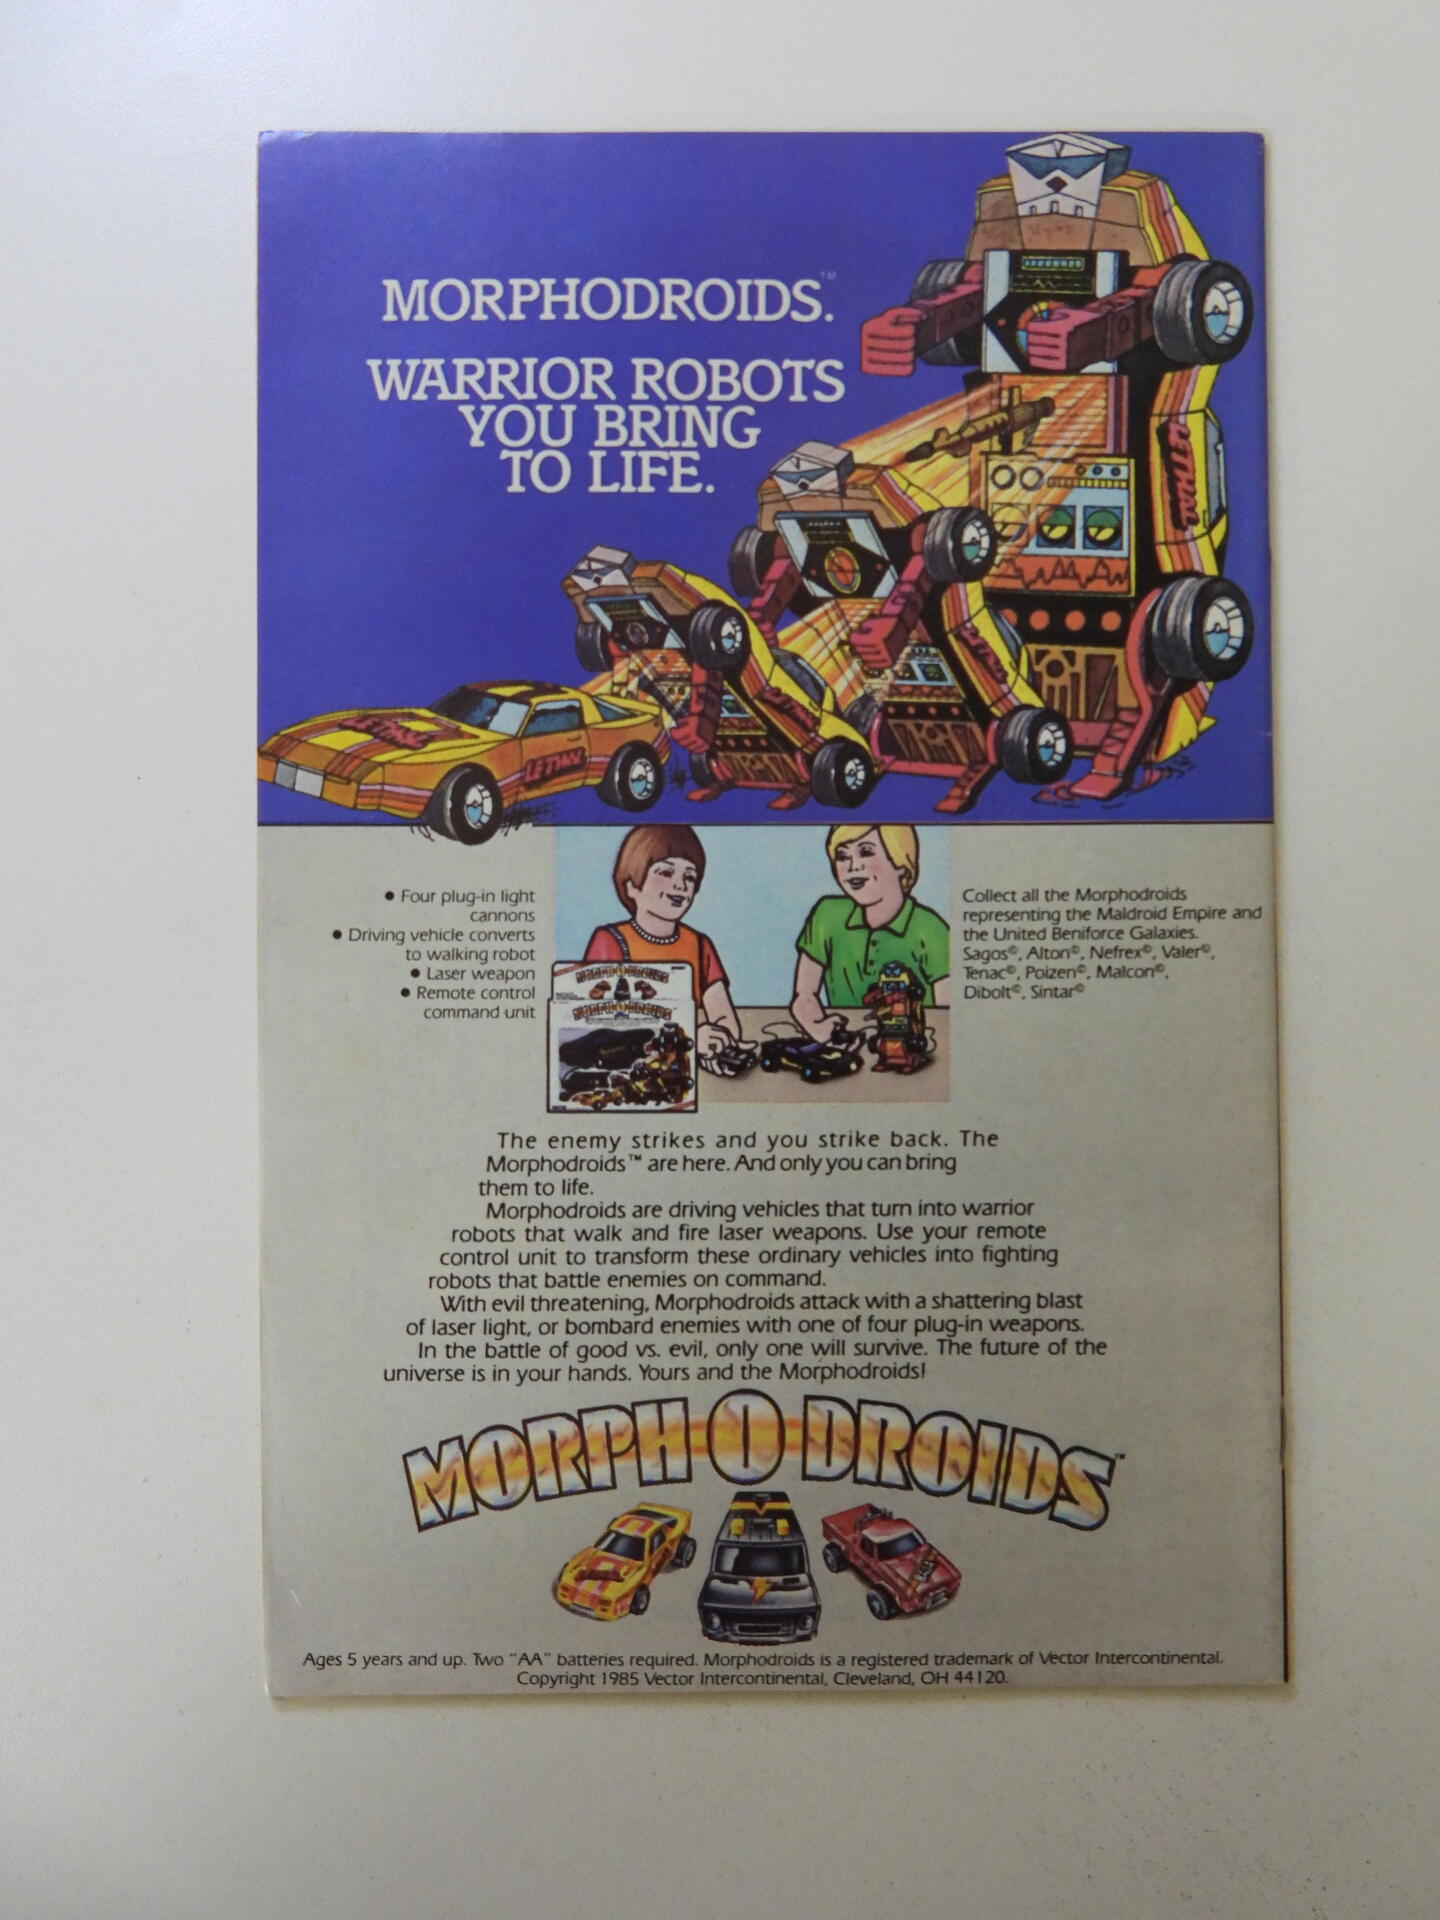 MORPHODROIDS.™
WARRIOR ROBOTS
YOU BRING
TO LIFE.
LETHAL
LETHAL
LETHAL
LETHAL
LETHAL
• Four plug-in light
cannons
• Driving vehicle converts
to walking robot
• Laser weapon
• Remote control
command unit
MORPH-O-DROIDS
MORPH-O-DROIDS
Collect all the Morphodroids
representing the Maldroid Empire and
the United Beniforce Galaxies.
Sagos©, Alton©, Nefrex©, Valer©,
Tenac©, Poizen©, Malcon©,
Dibolt©, Sintar©
The enemy strikes and you strike back. The
Morphodroids™ are here. And only you can bring
them to life.
Morphodroids are driving vehicles that turn into warrior
robots that walk and fire laser weapons. Use your remote
control unit to transform these ordinary vehicles into fighting
robots that battle enemies on command.
With evil threatening, Morphodroids attack with a shattering blast
of laser light, or bombard enemies with one of four plug-in weapons.
In the battle of good vs. evil, only one will survive. The future of the
universe is in your hands. Yours and the Morphodroids!
MORPH O DROIDS™
Ages 5 years and up. Two "AA" batteries required. Morphodroids is a registered trademark of Vector Intercontinental.
Copyright 1985 Vector Intercontinental, Cleveland, OH 44120.